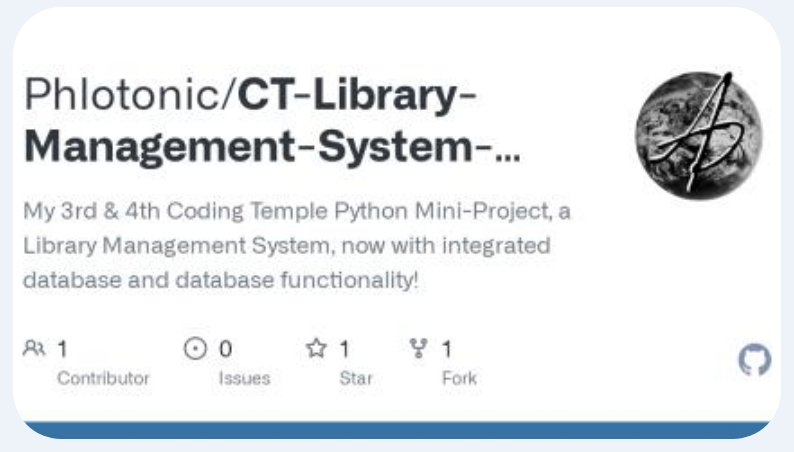 Phlotonic/CT-Library-
Management-System-...
My 3rd & 4th Coding Temple Python Mini-Project, a
Library Management System, now with integrated
database and database functionality!
1 0 1 1
Contributor Issues Star Fork